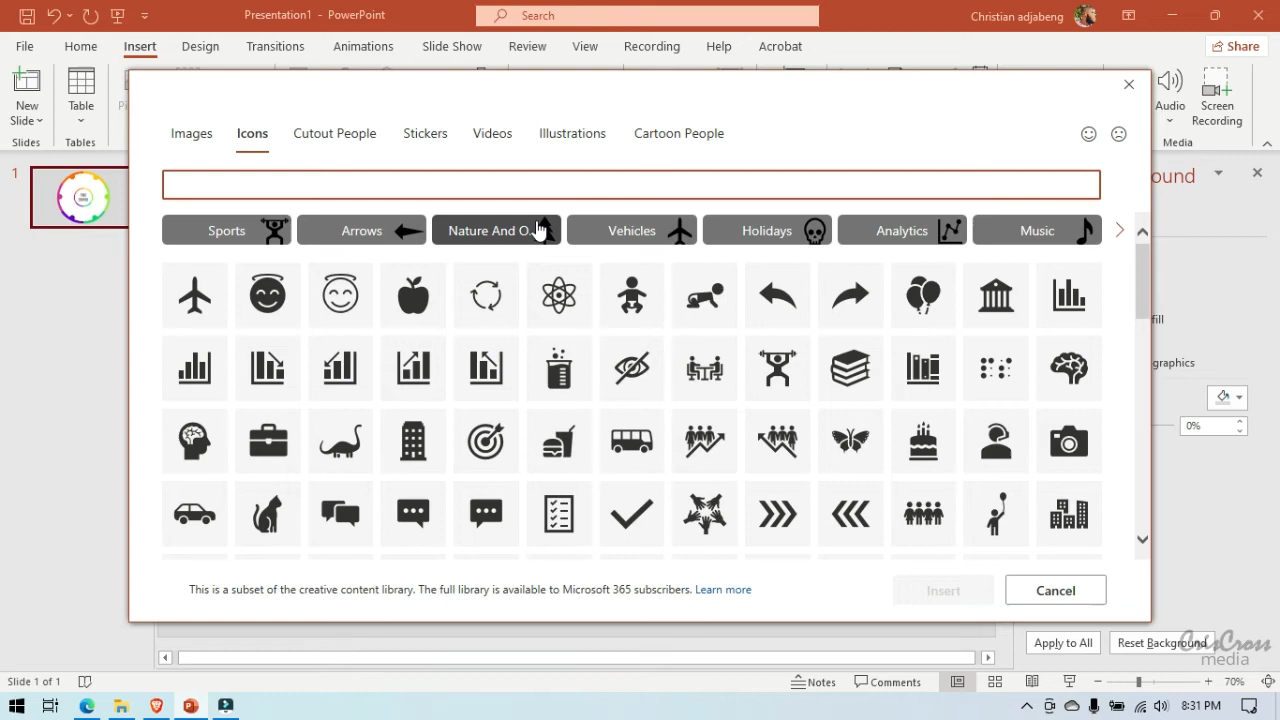 Presentation1 - PowerPoint
Search
Christian adjabeng
File Home Insert Design Transitions Animations Slide Show Review View Recording Help Acrobat Share
New Slide
Table
Audio
Screen Recording
Slides
Tables
Media
Images Icons Cutout People Stickers Videos Illustrations Cartoon People
1
ound
Sports Arrows Nature And O... Vehicles Holidays Analytics Music
fill
graphics
0%
This is a subset of the creative content library. The full library is available to Microsoft 365 subscribers. Learn more
Insert Cancel
Apply to All Reset Background
CrisCross
media
Slide 1 of 1 Notes Comments 70%
8:31 PM